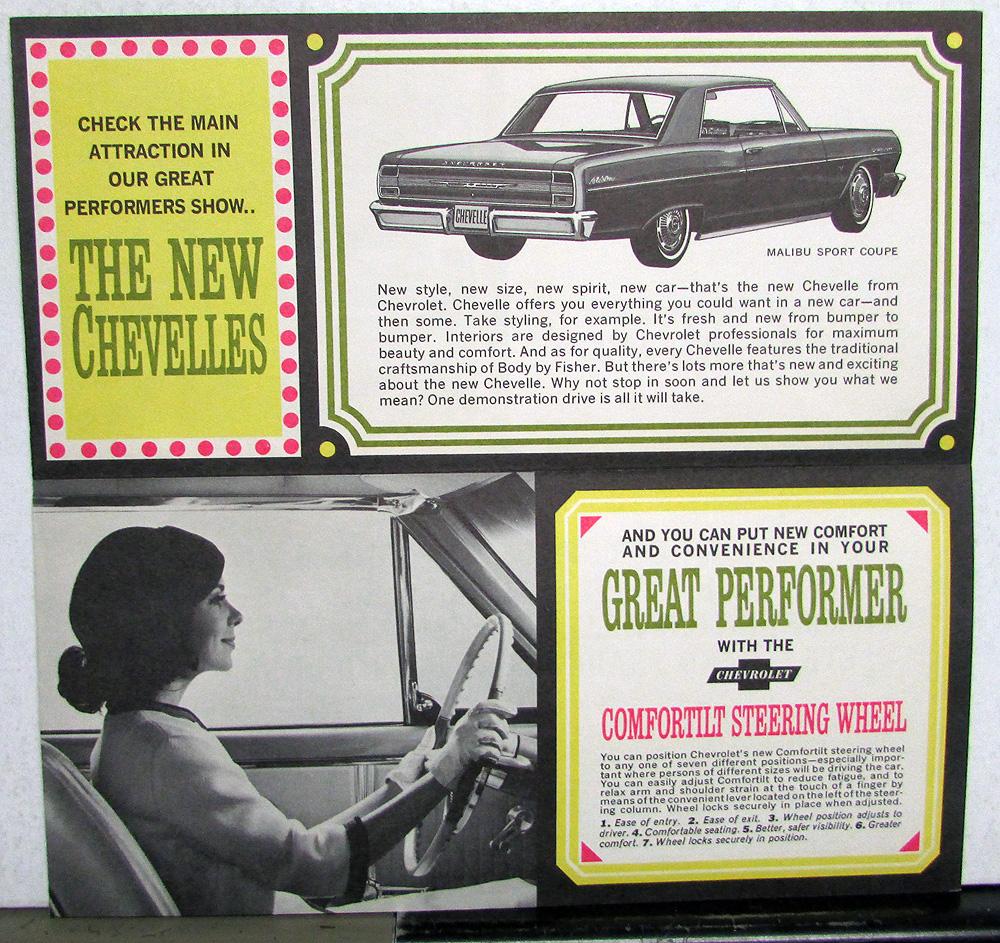 CHECK THE MAIN
ATTRACTION IN
OUR GREAT
PERFORMERS SHOW..
THE NEW
CHEVELLES
CHEVROLET
Malibu
CHEVELLE
MALIBU SPORT COUPE
New style, new size, new spirit, new car—that's the new Chevelle from
Chevrolet. Chevelle offers you everything you could want in a new car—and
then some. Take styling, for example. It's fresh and new from bumper to
bumper. Interiors are designed by Chevrolet professionals for maximum
beauty and comfort. And as for quality, every Chevelle features the traditional
craftsmanship of Body by Fisher. But there's lots more that's new and exciting
about the new Chevelle. Why not stop in soon and let us show you what we
mean? One demonstration drive is all it will take.
AND YOU CAN PUT NEW COMFORT
AND CONVENIENCE IN YOUR
GREAT PERFORMER
WITH THE
CHEVROLET
COMFORTILT STEERING WHEEL
You can position Chevrolet's new Comfortilt steering wheel
to any one of seven different positions—especially impor-
tant where persons of different sizes will be driving the car.
You can easily adjust Comfortilt to reduce fatigue, and to
relax arm and shoulder strain at the touch of a finger by
means of the convenient lever located on the left of the steer-
ing column. Wheel locks securely in place when adjusted.
1. Ease of entry. 2. Ease of exit. 3. Wheel position adjusts to
driver. 4. Comfortable seating. 5. Better, safer visibility. 6. Greater
comfort. 7. Wheel locks securely in position.